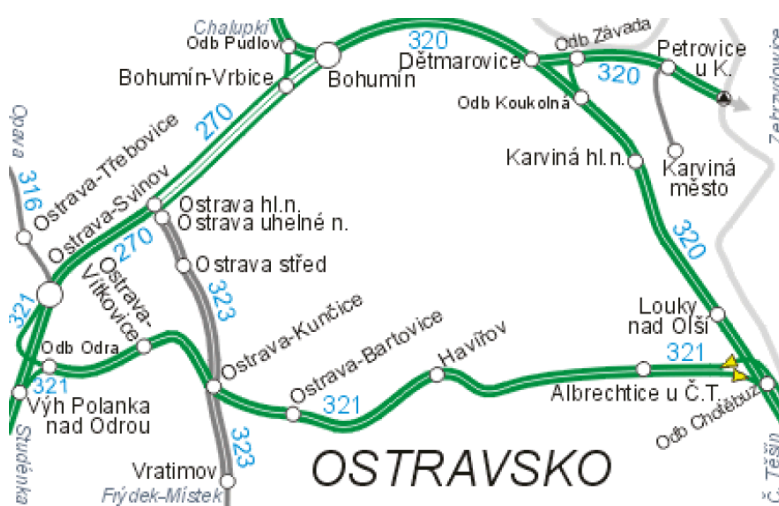 Chalupki
Odb Pudlov
320
Odb Závada
Petrovice
u K.
Bohumín
Dětmarovice
320
Bohumín-Vrbice
Odb Koukolná
Zebrzydowice
Opava
270
Ostrava-Třebovice
Karviná hl.n.
Karviná
město
316
Ostrava-Svinov
Ostrava hl.n.
Ostrava uhelné n.
270
320
Ostrava střed
Ostrava-
Vítkovice
323
321
Louky
nad Olší
Ostrava-Kunčice
Odb Odra
Ostrava-Bartovice
Havířov
321
321
Albrechtice u Č.T.
Výh Polanka
nad Odrou
321
Odb Chotěbuz
Studénka
323
Vratimov
OSTRAVSKO
Č. Těšín
Frýdek-Místek